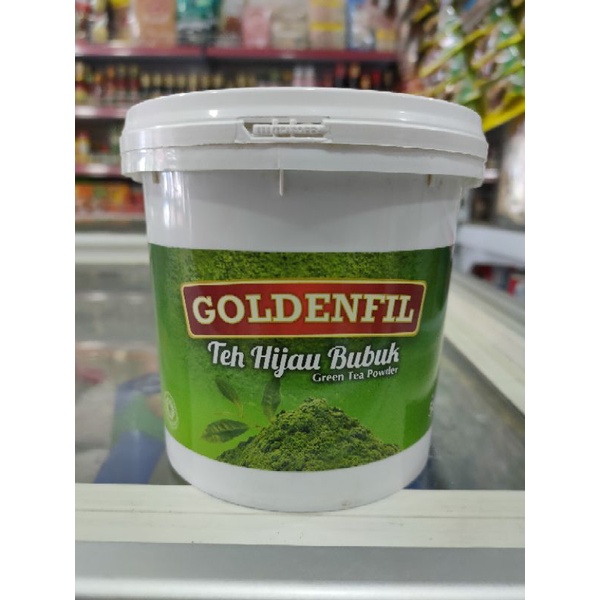 GOLDENFIL
Teh Hijau Bubuk
Green Tea Powder